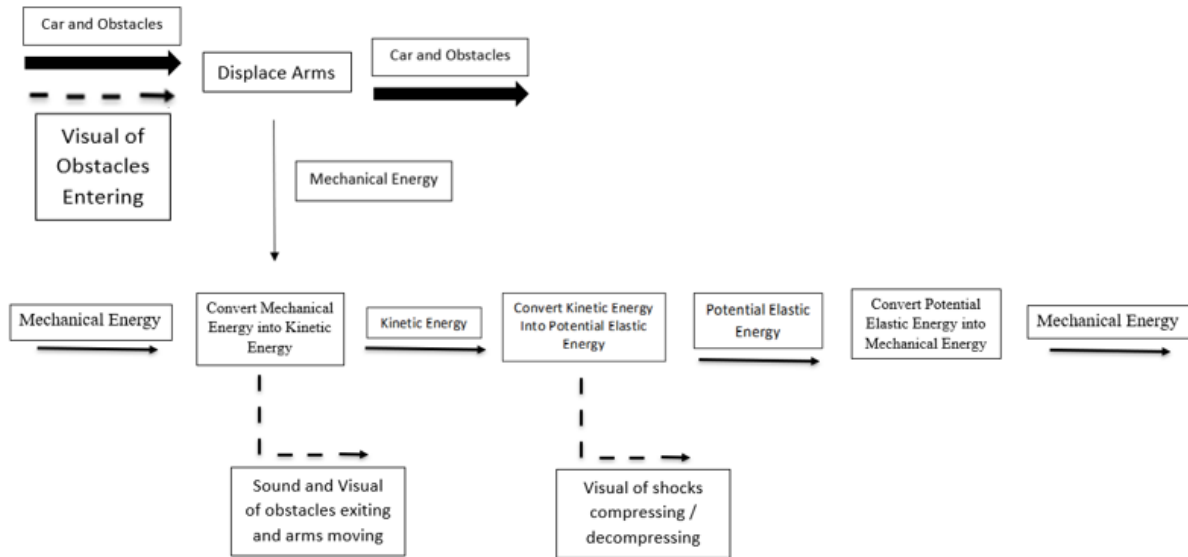 Car and Obstacles
Car and Obstacles
Displace Arms
Visual of
Obstacles
Entering
Mechanical Energy
Mechanical Energy
Convert Mechanical
Energy into Kinetic
Energy
Kinetic Energy
Convert Kinetic Energy
Into Potential Elastic
Energy
Potential Elastic
Energy
Convert Potential
Elastic Energy into
Mechanical Energy
Mechanical Energy
Sound and Visual
of obstacles exiting
and arms moving
Visual of shocks
compressing /
decompressing